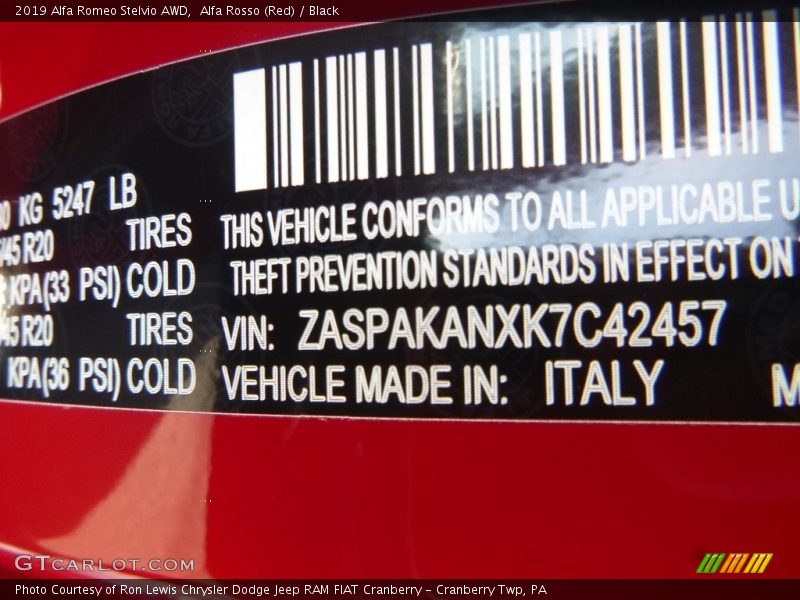 2019 Alfa Romeo Stelvio AWD,  Alfa Rosso (Red) / Black
KG 5247 LB
R20 TIRES
KPA(33 PSI) COLD
R20 TIRES
KPA(36 PSI) COLD
THIS VEHICLE CONFORMS TO ALL APPLICABLE U
THEFT PREVENTION STANDARDS IN EFFECT ON
VIN: ZASPAKANXK7C42457
VEHICLE MADE IN: ITALY M
GTCARLOT.COM
Photo Courtesy of Ron Lewis Chrysler Dodge Jeep RAM FIAT Cranberry – Cranberry Twp, PA